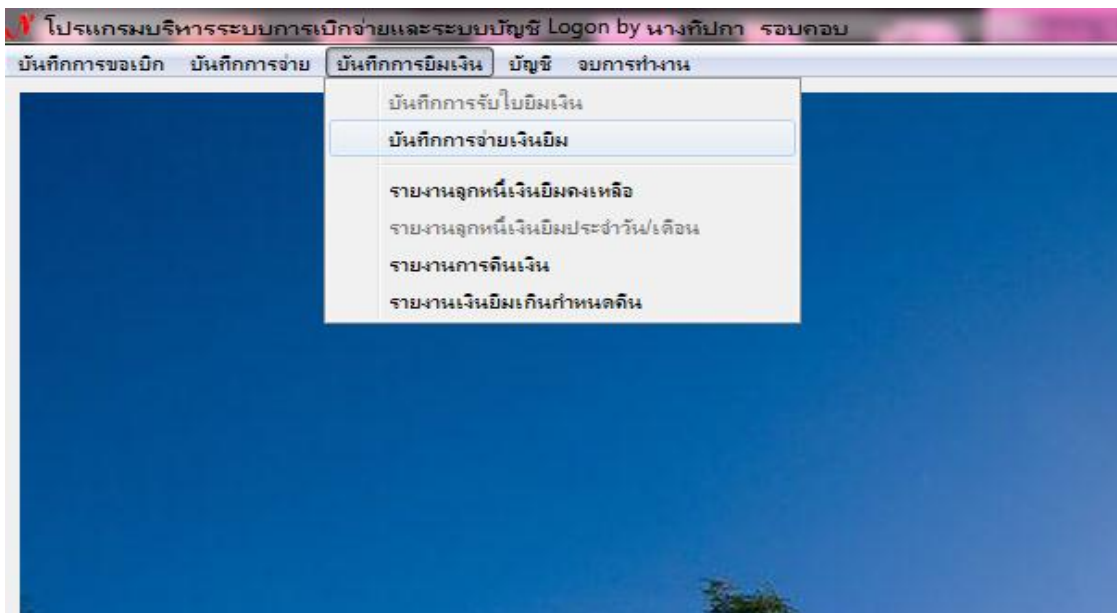 โปรแกรมบริหารระบบการเบิกจ่ายและระบบบัญชี Logon by นางทิปภา รอบคอบ
บันทึกการขอเบิก บันทึกการจ่าย บันทึกการยืมเงิน บัญชี จบการทำงาน
บันทึกการรับใบยืมเงิน
บันทึกการจ่ายเงินยืม
รายงานลูกหนี้เงินยืมคงเหลือ
รายงานลูกหนี้เงินยืมประจำวัน/เดือน
รายงานการคืนเงิน
รายงานเงินยืมเกินกำหนดคืน